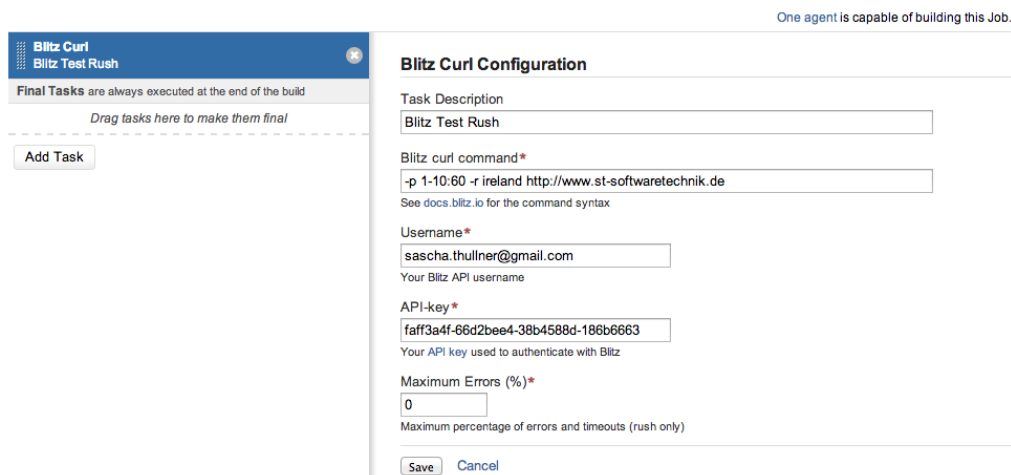 One agent is capable of building this Job.
Blitz Curl
Blitz Test Rush
Final Tasks are always executed at the end of the build
Drag tasks here to make them final
Add Task
Blitz Curl Configuration
Task Description
Blitz Test Rush
Blitz curl command*
-p 1-10:60 -r ireland http://www.st-softwaretechnik.de
See docs.blitz.io for the command syntax
Username*
sascha.thullner@gmail.com
Your Blitz API username
API-key*
faff3a4f-66d2bee4-38b4588d-186b6663
Your API key used to authenticate with Blitz
Maximum Errors (%)*
0
Maximum percentage of errors and timeouts (rush only)
Save Cancel